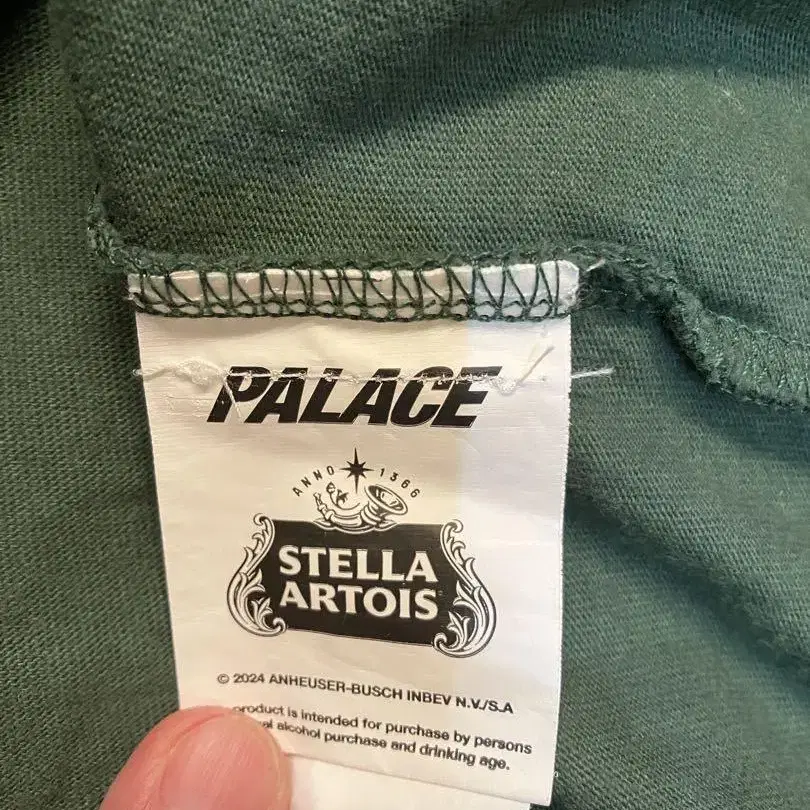 PALACE
ANNO 1366
STELLA
ARTOIS
© 2024 ANHEUSER-BUSCH INBEV N.V./S.A
product is intended for purchase by persons
alcohol purchase and drinking age.